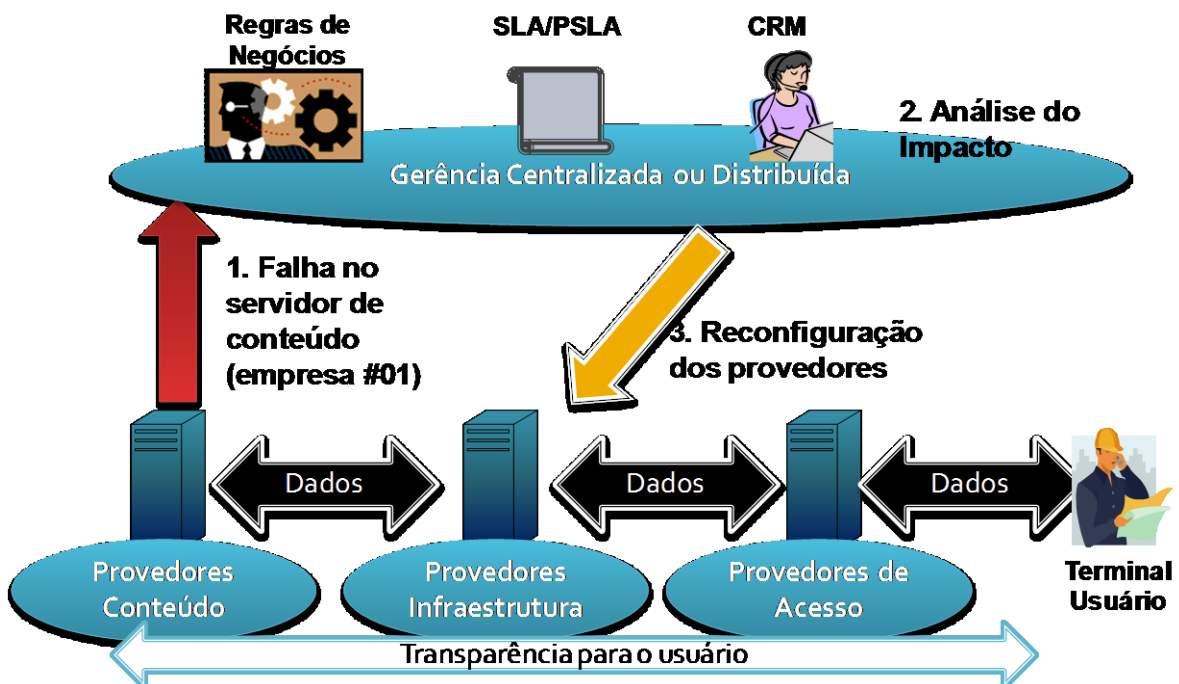 Regras de
Negócios
SLA/PSLA
CRM
2. Análise do
Impacto
Gerência Centralizada ou Distribuída
1. Falha no
servidor de
conteúdo
(empresa #01)
3. Reconfiguração
dos provedores
Dados
Dados
Dados
Provedores
Conteúdo
Provedores
Infraestrutura
Provedores de
Acesso
Terminal
Usuário
Transparência para o usuário